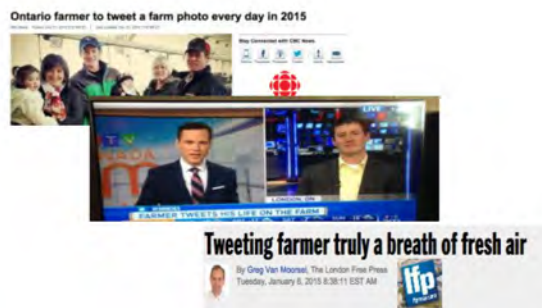 Ontario farmer to tweet a farm photo every day in 2015
Stay Connected with CBC News
LIVE
LONDON, ON
FARMER TWEETS HIS LIFE ON THE FARM
Tweeting farmer truly a breath of fresh air
By Greg Van Moorsel, The London Free Press
Tuesday, January 6, 2015 8:38:11 EST AM
lfp